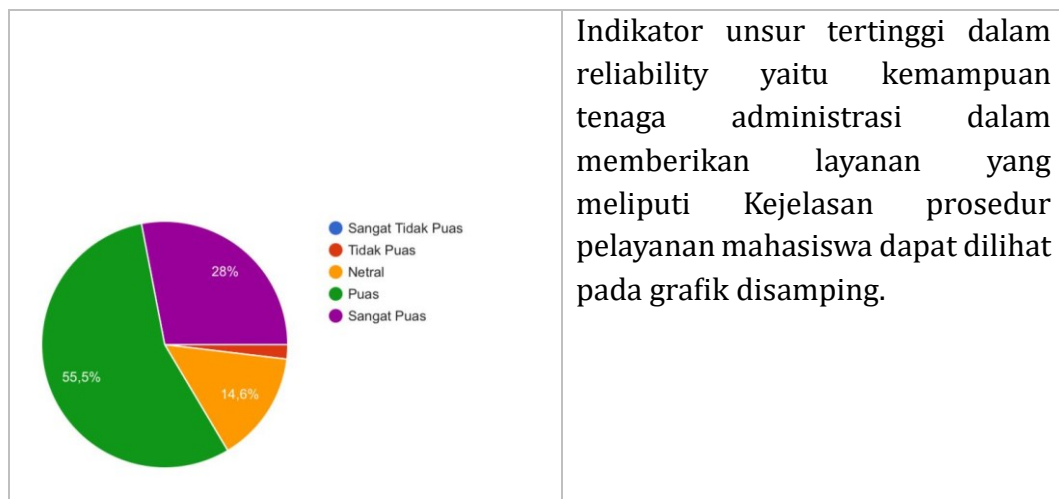 Indikator unsur tertinggi dalam
reliability yaitu kemampuan
tenaga administrasi dalam
memberikan layanan yang
meliputi Kejelasan prosedur
pelayanan mahasiswa dapat dilihat
pada grafik disamping.
Sangat Tidak Puas
Tidak Puas
Netral
Puas
Sangat Puas
28%
55,5%
14,6%